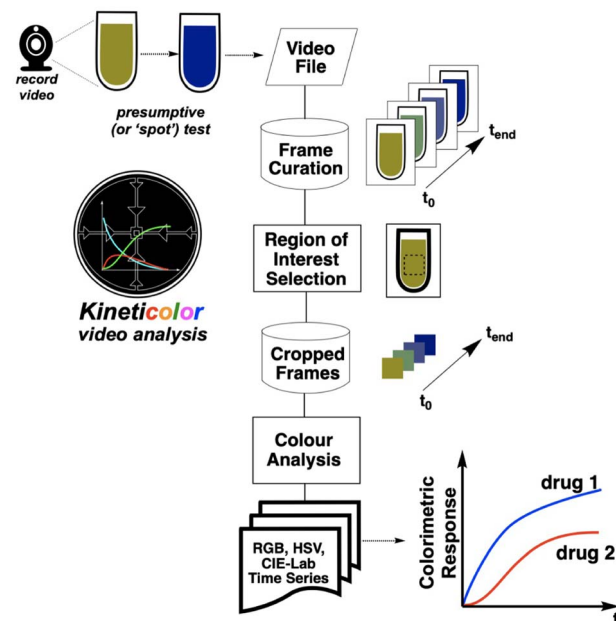 record
video
presumptive
(or ‘spot’) test
Video
File
Frame
Curation
t₀
tₑₙd
Kineticolor
video analysis
Region of
Interest
Selection
Cropped
Frames
t₀
tₑₙd
Colour
Analysis
RGB, HSV,
CIE-Lab
Time Series
Colorimetric
Response
drug 1
drug 2
t